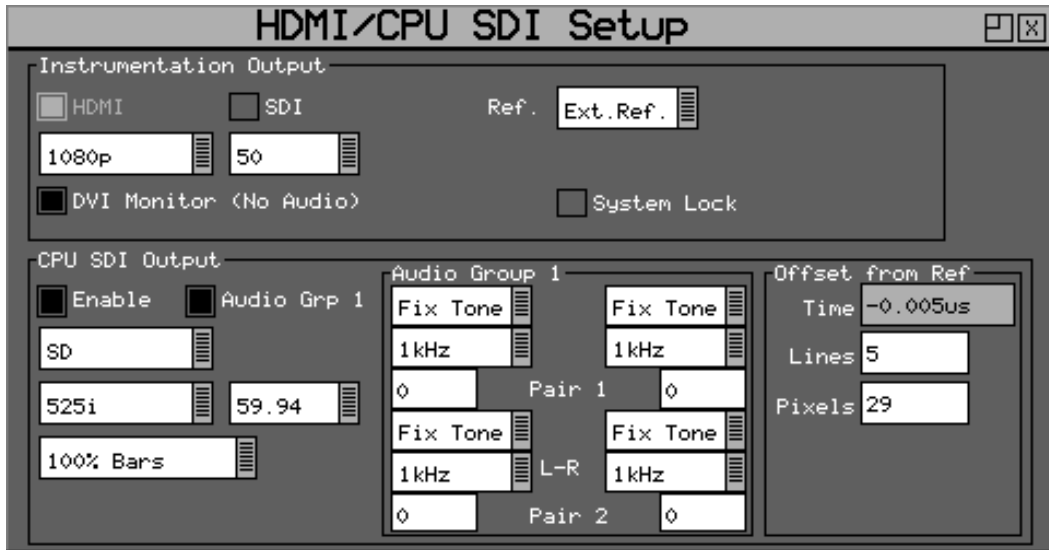 HDMI/CPU SDI Setup
Instrumentation Output
HDMI
SDI
Ref.
Ext.Ref.
1080p
50
DVI Monitor (No Audio)
System Lock
CPU SDI Output
Enable
Audio Grp 1
SD
525i
59.94
100% Bars
Audio Group 1
Fix Tone
Fix Tone
1kHz
1kHz
0
Pair 1
0
Fix Tone
Fix Tone
1kHz
L-R
1kHz
0
Pair 2
0
Offset from Ref
Time
-0.005us
Lines
5
Pixels
29